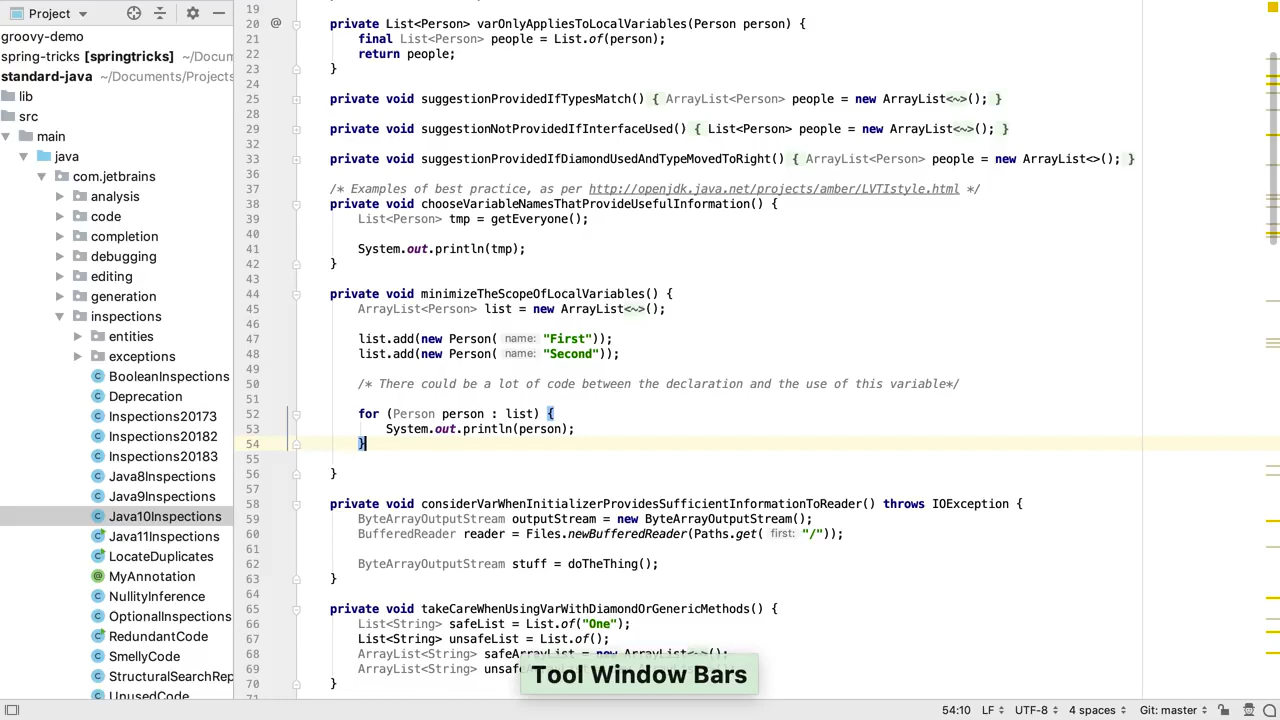 Project
groovy-demo
spring-tricks [springtricks] ~/Docum
standard-java ~/Documents/Projects
lib
src
main
java
com.jetbrains
analysis
code
completion
debugging
editing
generation
inspections
entities
exceptions
BooleanInspections
Deprecation
Inspections20173
Inspections20182
Inspections20183
Java8Inspections
Java9Inspections
Java10Inspections
Java11Inspections
LocateDuplicates
MyAnnotation
NullityInference
OptionalInspections
RedundantCode
SmellyCode
StructuralSearchRep
UnusedCode
19
20 @ private List<Person> varOnlyAppliesToLocalVariables(Person person) {
21 final List<Person> people = List.of(person);
22 return people;
23 }
24
25 private void suggestionProvidedIfTypesMatch() { ArrayList<Person> people = new ArrayList<~>(); }
28
29 private void suggestionNotProvidedIfInterfaceUsed() { List<Person> people = new ArrayList<~>(); }
32
33 private void suggestionProvidedIfDiamondUsedAndTypeMovedToRight() { ArrayList<Person> people = new ArrayList<>(); }
36
37 /* Examples of best practice, as per http://openjdk.java.net/projects/amber/LVTIstyle.html */
38 private void chooseVariableNamesThatProvideUsefulInformation() {
39 List<Person> tmp = getEveryone();
40
41 System.out.println(tmp);
42 }
43
44 private void minimizeTheScopeOfLocalVariables() {
45 ArrayList<Person> list = new ArrayList<~>();
46
47 list.add(new Person( name: "First"));
48 list.add(new Person( name: "Second"));
49
50 /* There could be a lot of code between the declaration and the use of this variable*/
51
52 for (Person person : list) {
53 System.out.println(person);
54 }
55
56 }
57
58 private void considerVarWhenInitializerProvidesSufficientInformationToReader() throws IOException {
59 ByteArrayOutputStream outputStream = new ByteArrayOutputStream();
60 BufferedReader reader = Files.newBufferedReader(Paths.get( first: "/"));
61
62 ByteArrayOutputStream stuff = doTheThing();
63 }
64
65 private void takeCareWhenUsingVarWithDiamondOrGenericMethods() {
66 List<String> safeList = List.of("One");
67 List<String> unsafeList = List.of();
68 ArrayList<String> safeArrayList = new ArrayList<~>();
69 ArrayList<String>
70 }
Tool Window Bars
54:10 LF UTF-8 4 spaces Git: master